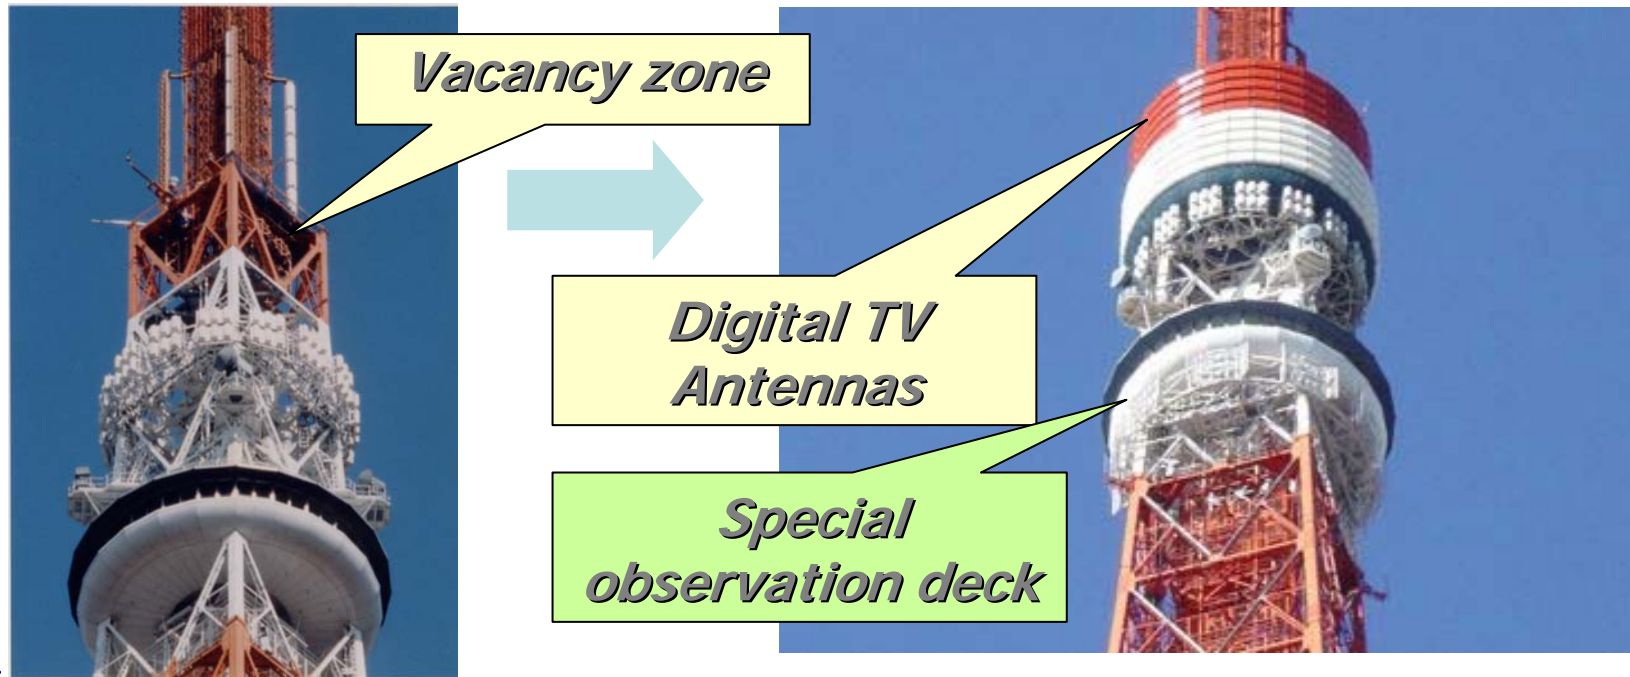 Vacancy zone
Digital TV
Antennas
Special
observation deck